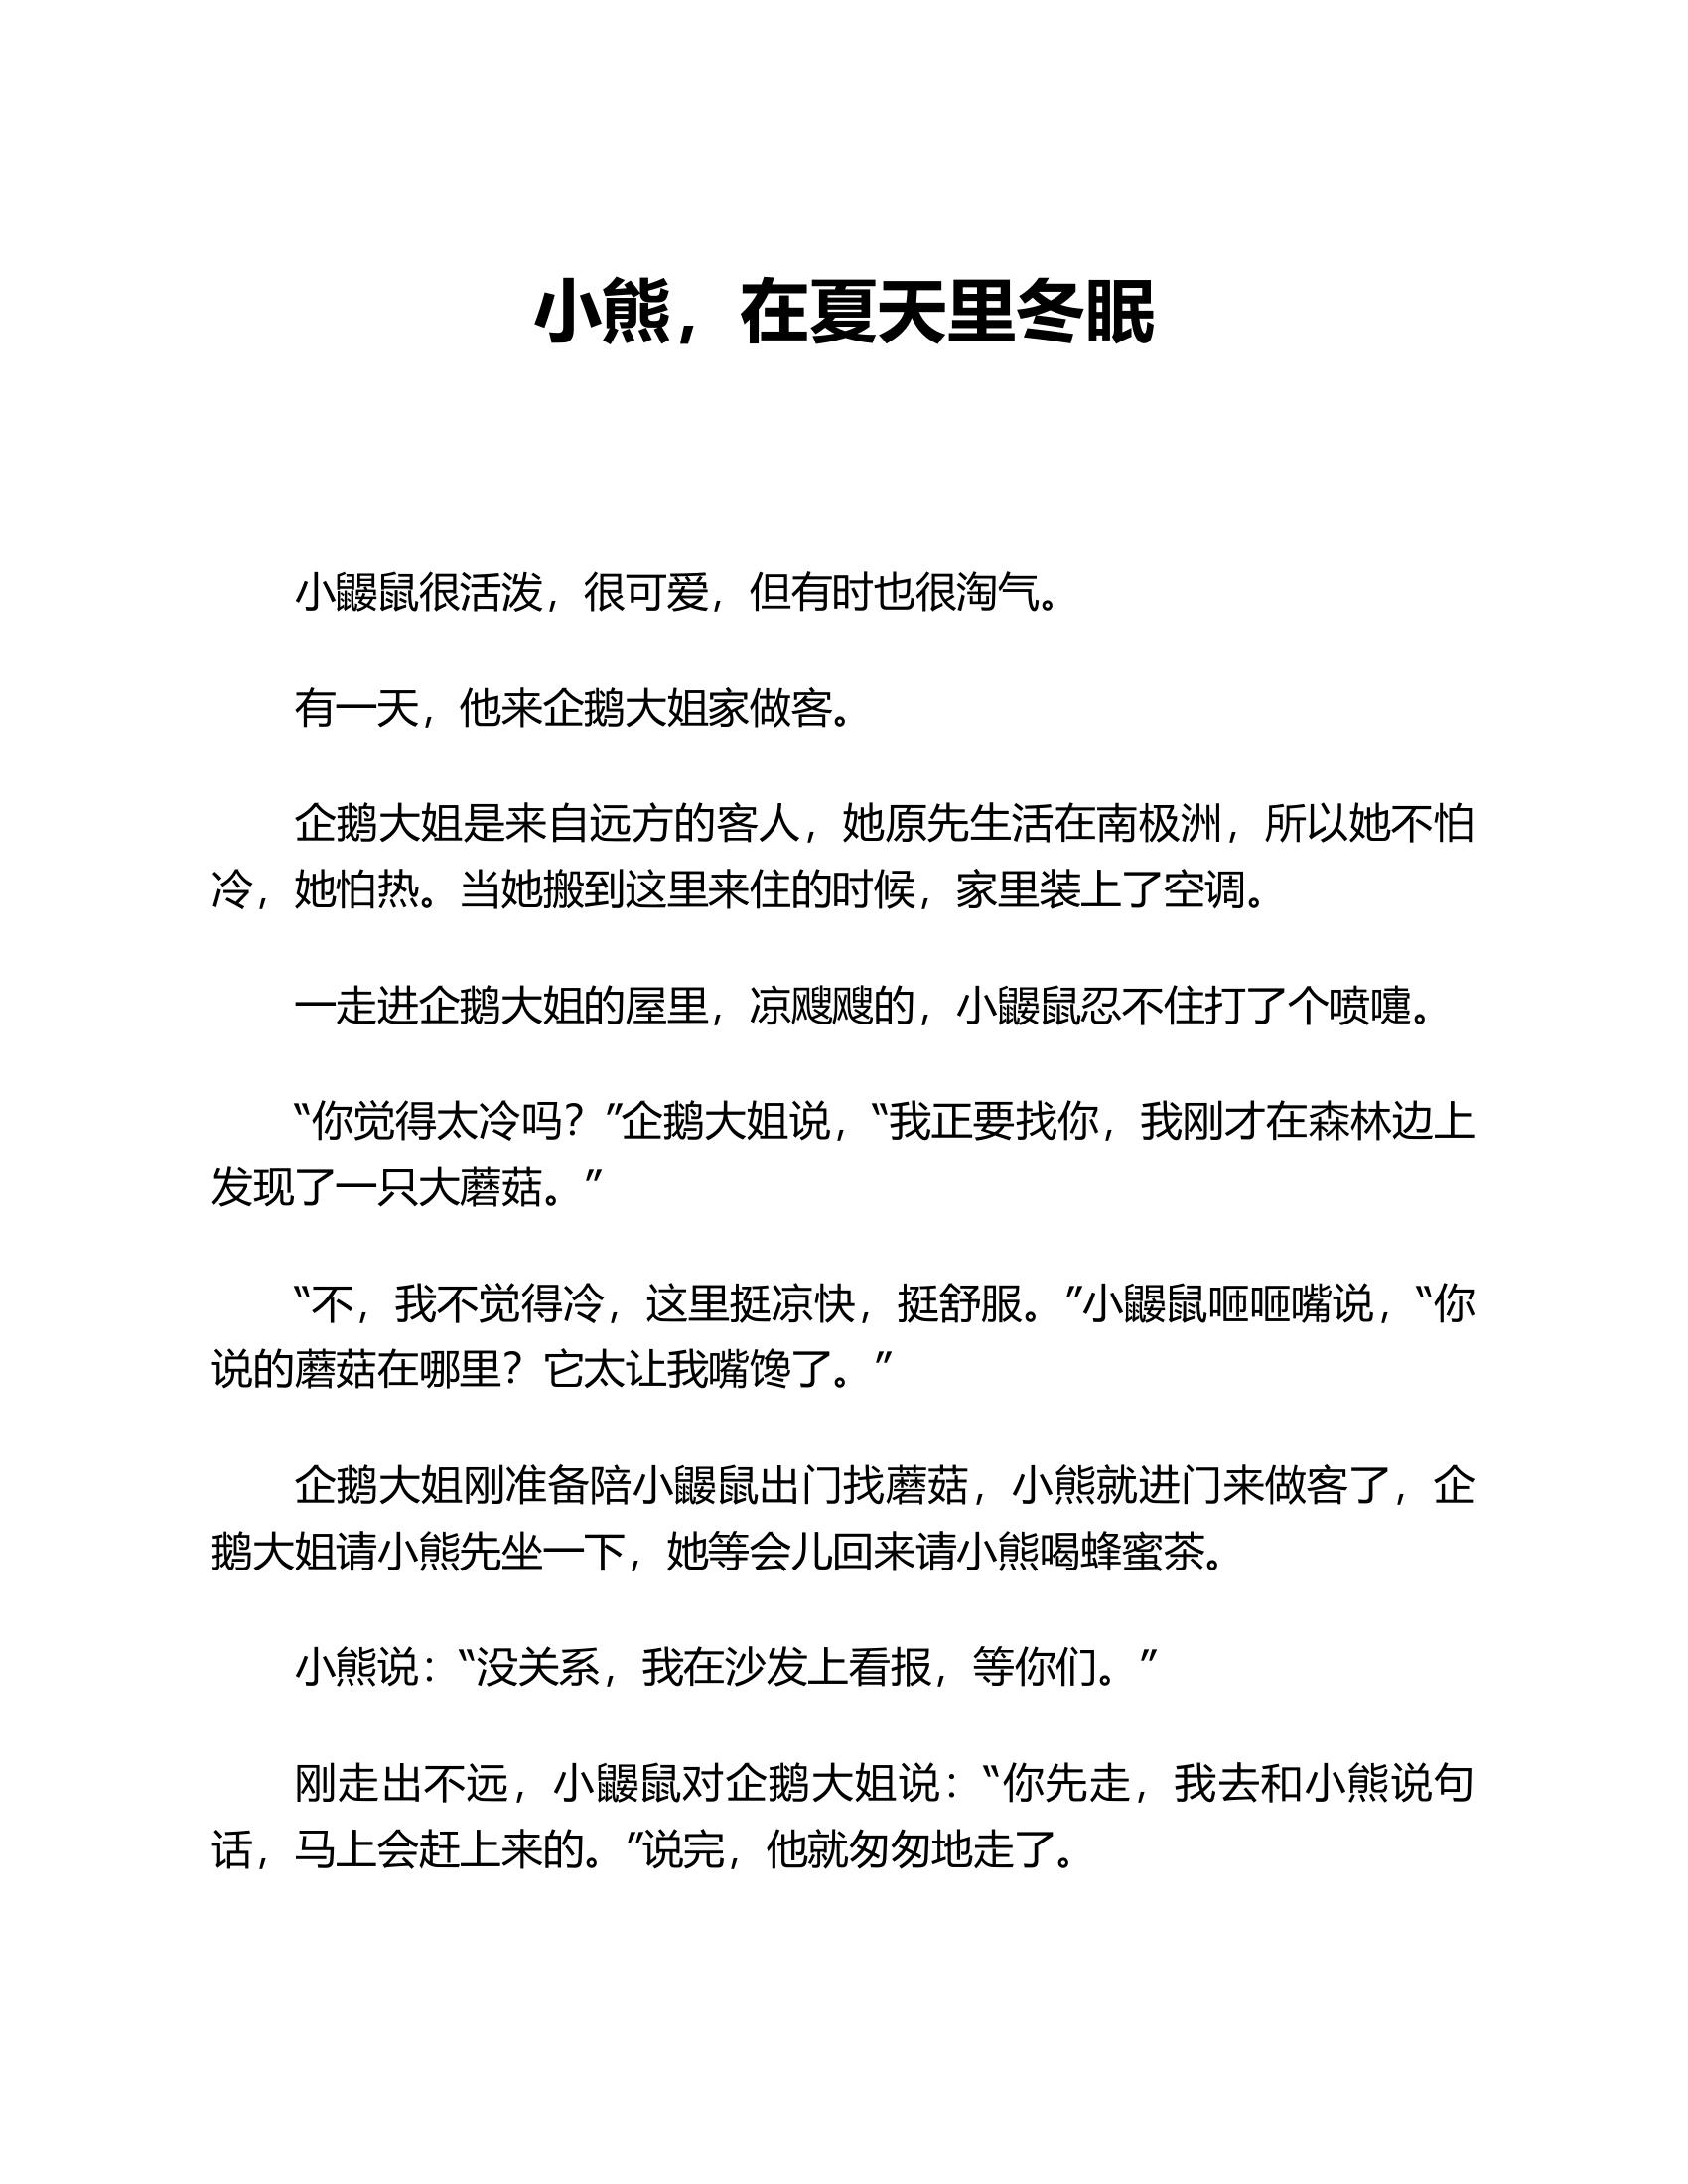 小熊，在夏天里冬眠
小鼹鼠很活泼，很可爱，但有时也很淘气。
有一天，他来企鹅大姐家做客。
企鹅大姐是来自远方的客人，她原先生活在南极洲，所以她不怕
冷，她怕热。当她搬到这里来住的时候，家里装上了空调。
一走进企鹅大姐的屋里，凉飕飕的，小鼹鼠忍不住打了个喷嚏。
“你觉得太冷吗？”企鹅大姐说，“我正要找你，我刚才在森林边上
发现了一只大蘑菇。”
“不，我不觉得冷，这里挺凉快，挺舒服。”小鼹鼠咂咂嘴说，“你
说的蘑菇在哪里？它太让我嘴馋了。”
企鹅大姐刚准备陪小鼹鼠出门找蘑菇，小熊就进门来做客了，企
鹅大姐请小熊先坐一下，她等会儿回来请小熊喝蜂蜜茶。
小熊说：“没关系，我在沙发上看报，等你们。”
刚走出不远，小鼹鼠对企鹅大姐说：“你先走，我去和小熊说句
话，马上会赶上来的。”说完，他就匆匆地走了。